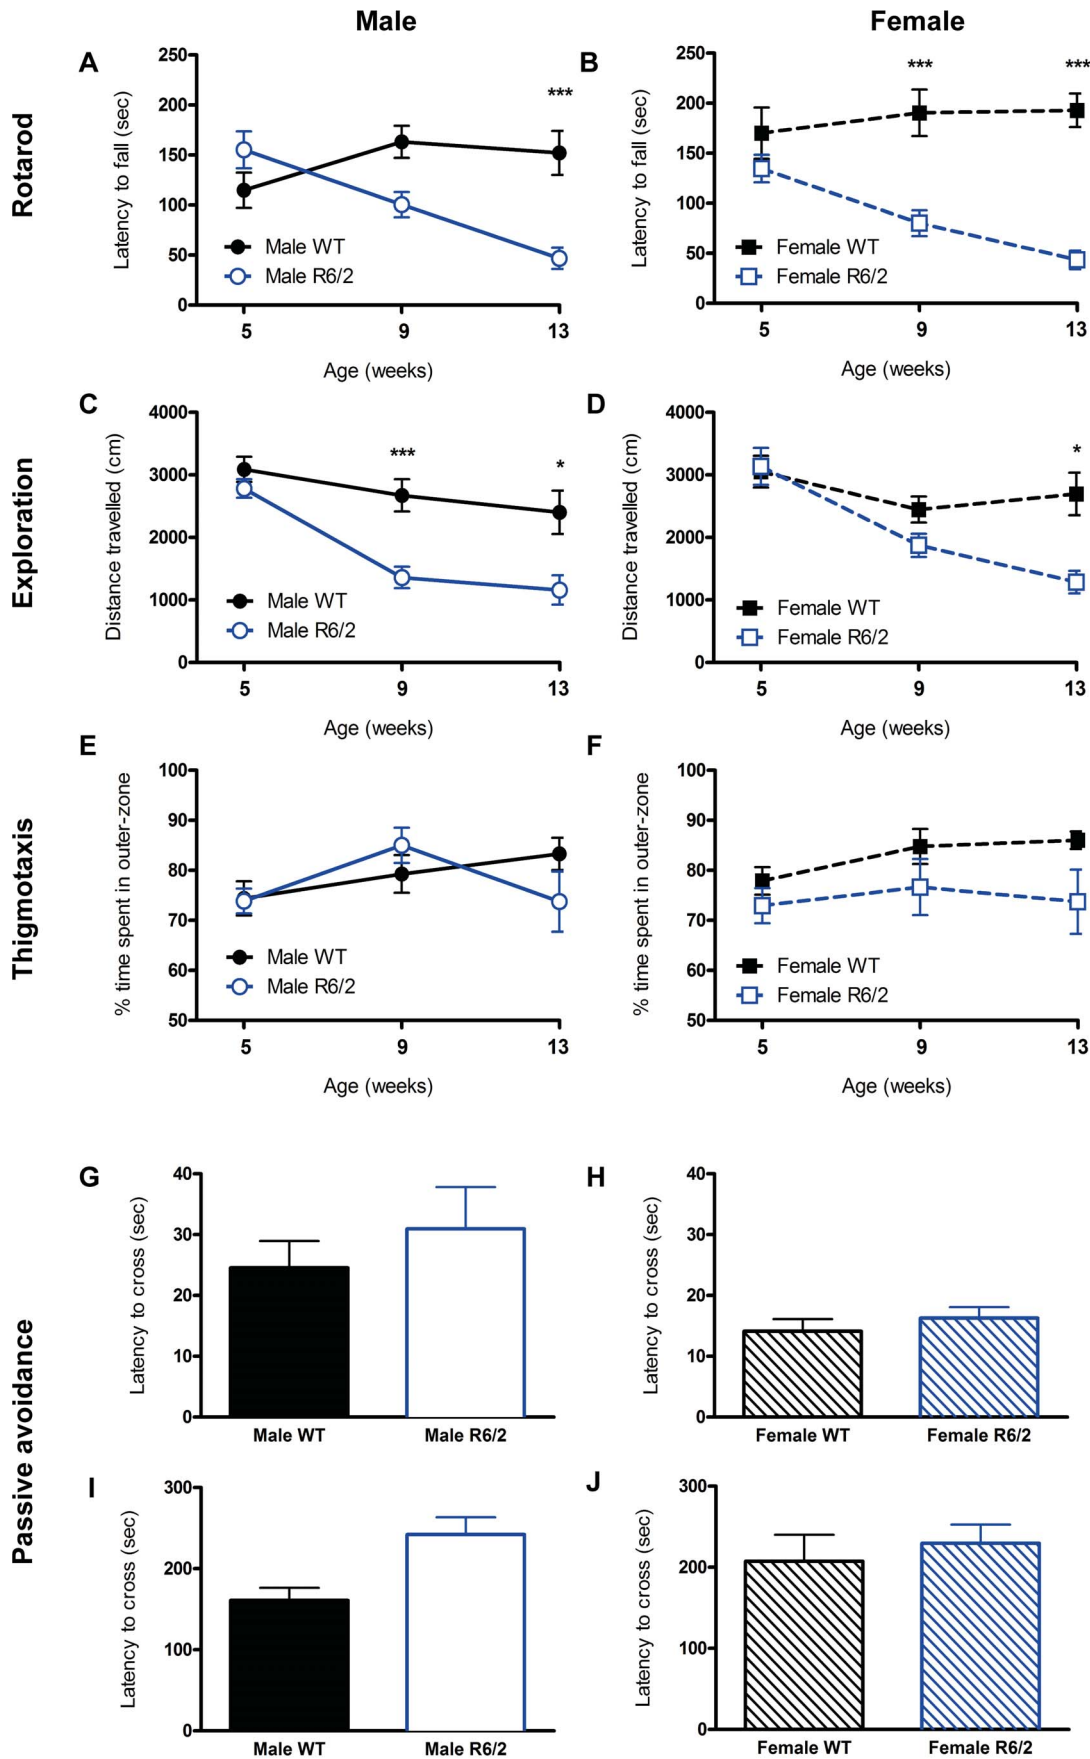 Male
Female
Rotarod
A
Latency to fall (sec)
250
200
150
100
50
0
***
Male WT
Male R6/2
5
9
13
Age (weeks)
B
Latency to fall (sec)
250
200
150
100
50
0
***
***
Female WT
Female R6/2
5
9
13
Age (weeks)
Exploration
C
Distance travelled (cm)
4000
3000
2000
1000
0
***
*
Male WT
Male R6/2
5
9
13
Age (weeks)
D
Distance travelled (cm)
4000
3000
2000
1000
0
*
Female WT
Female R6/2
5
9
13
Age (weeks)
Thigmotaxis
E
% time spent in outer-zone
100
90
80
70
60
50
Male WT
Male R6/2
5
9
13
Age (weeks)
F
% time spent in outer-zone
100
90
80
70
60
50
Female WT
Female R6/2
5
9
13
Age (weeks)
Passive avoidance
G
Latency to cross (sec)
40
30
20
10
0
Male WT
Male R6/2
H
Latency to cross (sec)
40
30
20
10
0
Female WT
Female R6/2
I
Latency to cross (sec)
300
200
100
0
Male WT
Male R6/2
J
Latency to cross (sec)
300
200
100
0
Female WT
Female R6/2